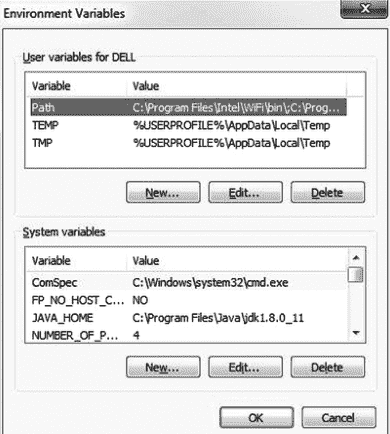 Environment Variables
X
User variables for DELL
Variable Value
Path C:\Program Files\Intel\WiFi\bin\;C:\Prog...
TEMP %USERPROFILE%\AppData\Local\Temp
TMP %USERPROFILE%\AppData\Local\Temp
New... Edit... Delete
System variables
Variable Value
ComSpec C:\Windows\system32\cmd.exe
FP_NO_HOST_C... NO
JAVA_HOME C:\Program Files\Java\jdk1.8.0_11
NUMBER_OF_P... 4
New... Edit... Delete
OK Cancel